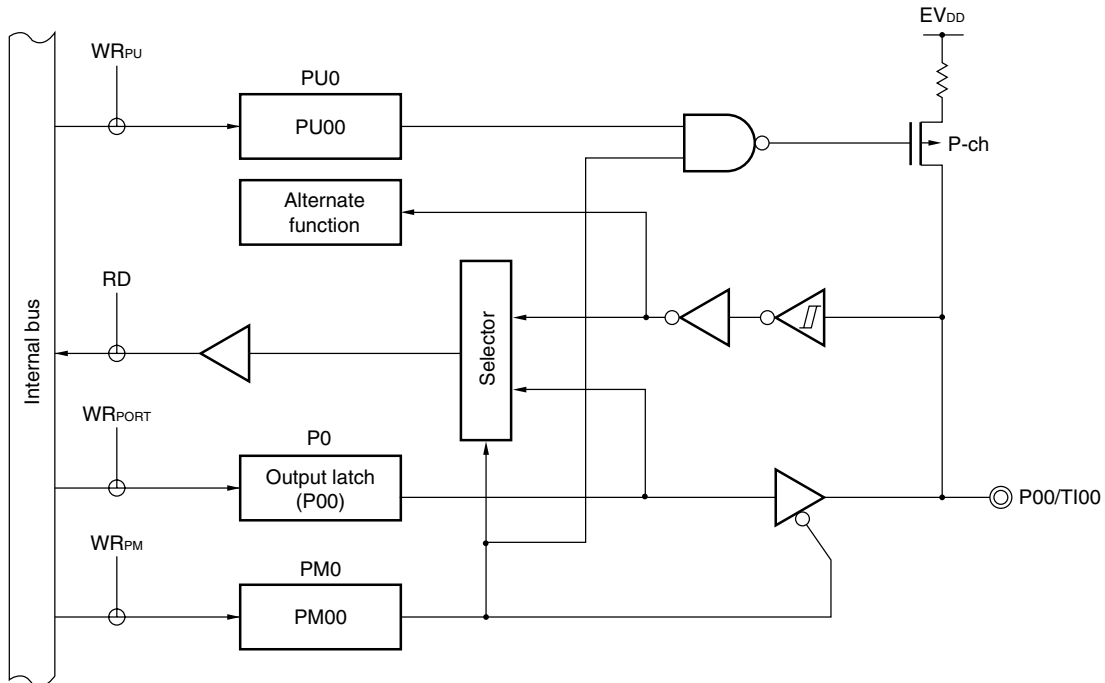 EVDD
WRPU
PU0
PU00
P-ch
Alternate
function
RD
Selector
Internal bus
WRPORT
P0
Output latch
(P00)
P00/TI00
WRPM
PM0
PM00